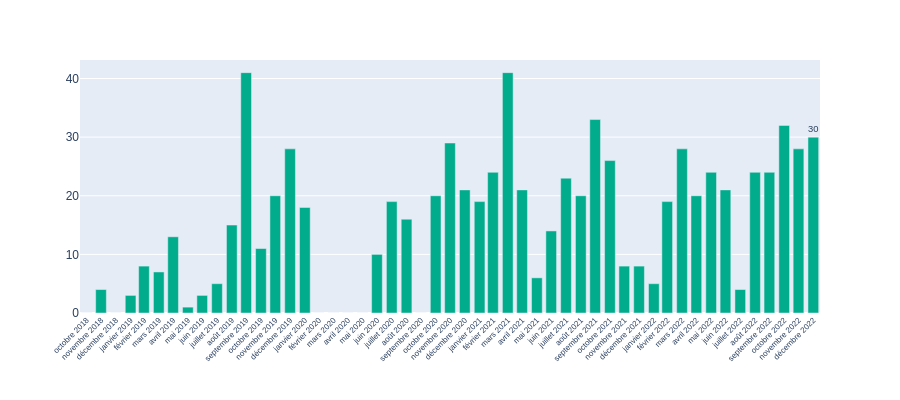 40
30
20
10
0
30
octobre 2018
novembre 2018
décembre 2018
janvier 2019
février 2019
mars 2019
avril 2019
mai 2019
juin 2019
juillet 2019
août 2019
septembre 2019
octobre 2019
novembre 2019
décembre 2019
janvier 2020
février 2020
mars 2020
avril 2020
mai 2020
juin 2020
juillet 2020
août 2020
septembre 2020
octobre 2020
novembre 2020
décembre 2020
janvier 2021
février 2021
mars 2021
avril 2021
mai 2021
juin 2021
juillet 2021
août 2021
septembre 2021
octobre 2021
novembre 2021
décembre 2021
janvier 2022
février 2022
mars 2022
avril 2022
mai 2022
juin 2022
juillet 2022
août 2022
septembre 2022
octobre 2022
novembre 2022
décembre 2022